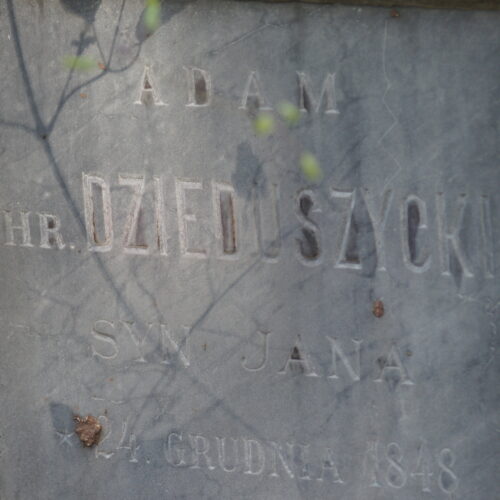 ADAM
HR. DZIEDUSZYCKI
SYN JANA
* 24. GRUDNIA 1848